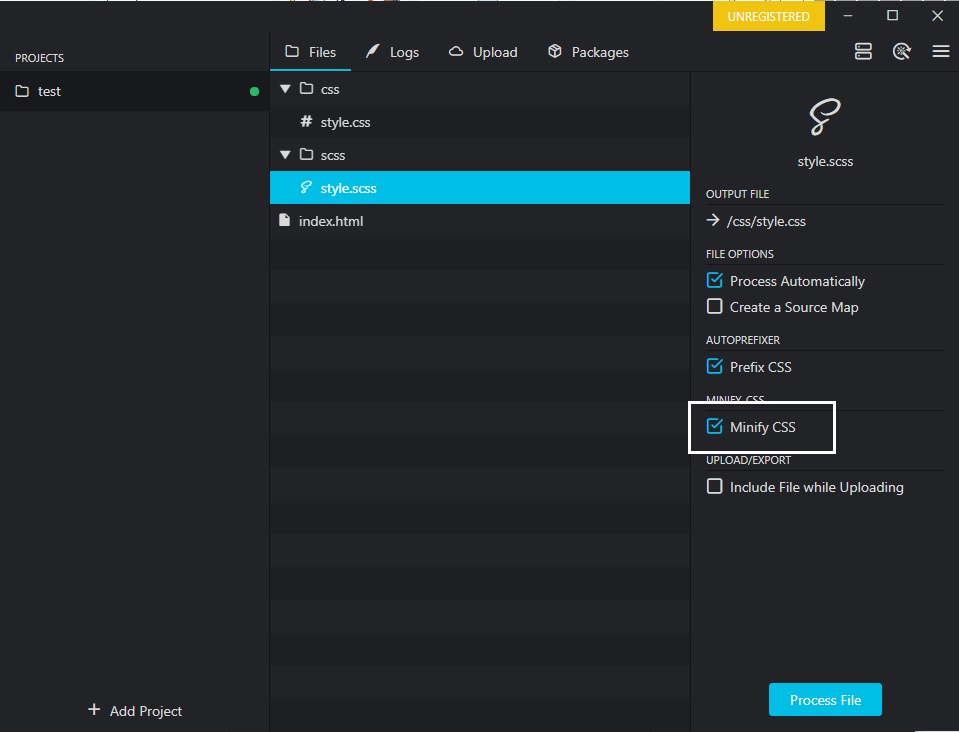 UNREGISTERED
PROJECTS
test
Add Project
Files
Logs
Upload
Packages
css
# style.css
scss
style.scss
index.html
style.scss
OUTPUT FILE
/css/style.css
FILE OPTIONS
Process Automatically
Create a Source Map
AUTOPREFIXER
Prefix CSS
MINIFY CSS
Minify CSS
UPLOAD/EXPORT
Include File while Uploading
Process File